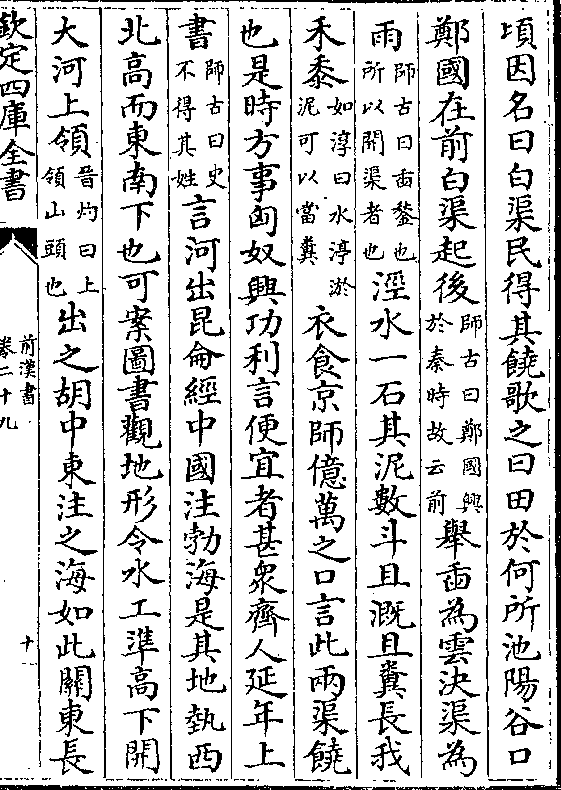 頃因名曰白渠民得其饒歌之曰田於何所池陽谷口
鄭國在前白渠起後師古曰鄭國興於秦時故云前舉臿為雲決渠為
雨師古曰臿鍫也所以開渠者也涇水一石其泥數斗且溉且糞長我
禾黍如淳曰水渟淤泥可以當糞衣食京師億萬之口言此兩渠饒
也是時方事匈奴興功利言便宜者甚衆齊人延年上
書師古曰史不得其姓言河出昆侖經中國注勃海是其地埶西
北高而東南下也可案圖書觀地形令水工準高下開
大河上領晉灼曰上領山頭也出之胡中東注之海如此關東長
欽定四庫全書
前漢書
卷二十九
十